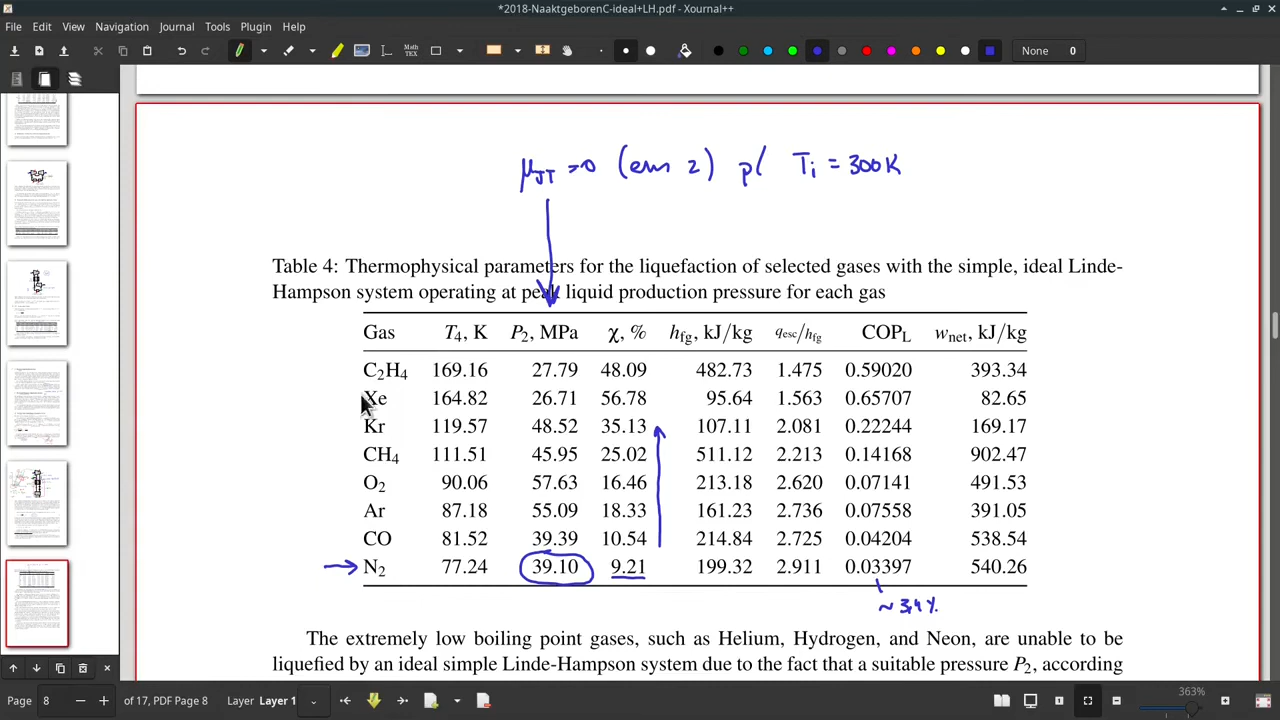 *2018-NaaktgeborenC-ideal+LH.pdf - Xournal++
File Edit View Navigation Journal Tools Plugin Help
Math TEX None 0
μJT =0 (em 2) p/ Ti = 300K
Table 4: Thermophysical parameters for the liquefaction of selected gases with the simple, ideal Linde-
Hampson system operating at peak liquid production pressure for each gas
Gas T4, K P2, MPa χ, % hfg, kJ/kg qesc/hfg COPL wnet, kJ/kg
C2H4 169.16 27.79 48.09 482.73 1.475 0.59020 393.34
Xe 164.82 26.71 56.78 95.64 1.563 0.65707 82.65
Kr 119.57 48.52 35.13 107.11 2.081 0.22244 169.17
CH4 111.51 45.95 25.02 511.12 2.213 0.14168 902.47
O2 90.06 57.63 16.46 213.18 2.620 0.07141 491.53
Ar 87.18 55.09 18.33 161.23 2.736 0.07558 391.05
CO 81.52 39.39 10.54 214.84 2.725 0.04204 538.54
N2 77.24 39.10 9.21 199.32 2.911 0.03397 540.26
~ 3,4%
The extremely low boiling point gases, such as Helium, Hydrogen, and Neon, are unable to be
liquefied by an ideal simple Linde-Hampson system due to the fact that a suitable pressure P2, according
Page 8 of 17, PDF Page 8 Layer Layer 1 363%